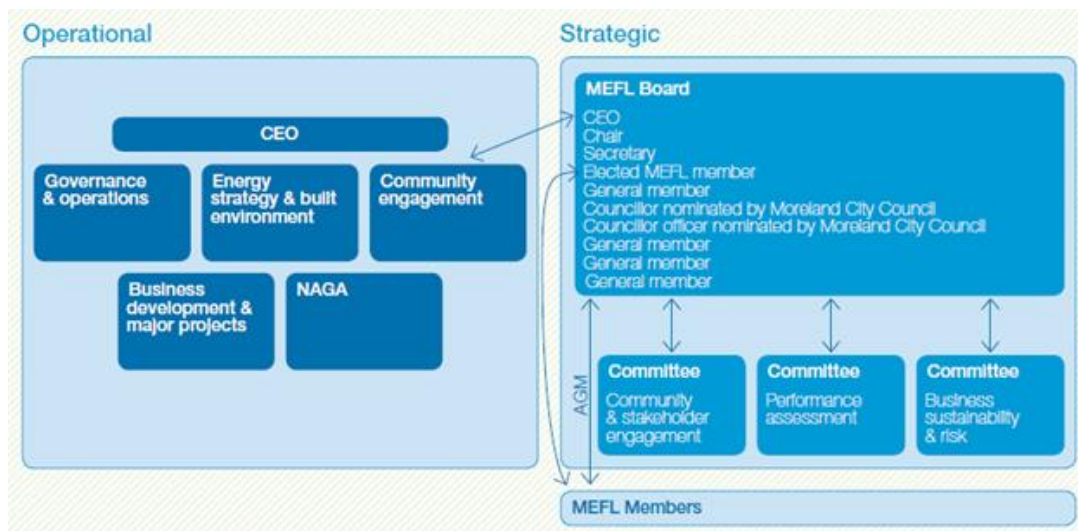 Operational
CEO
Governance
& operations
Energy
strategy & built
environment
Community
engagement
Business
development &
major projects
NAGA
Strategic
MEFL Board
CEO
Chair
Secretary
Elected MEFL member
General member
Councillor nominated by Moreland City Council
Councillor officer nominated by Moreland City Council
General member
General member
General member
AGM
Committee
Community
& stakeholder
engagement
Committee
Performance
assessment
Committee
Business
sustainability
& risk
MEFL Members